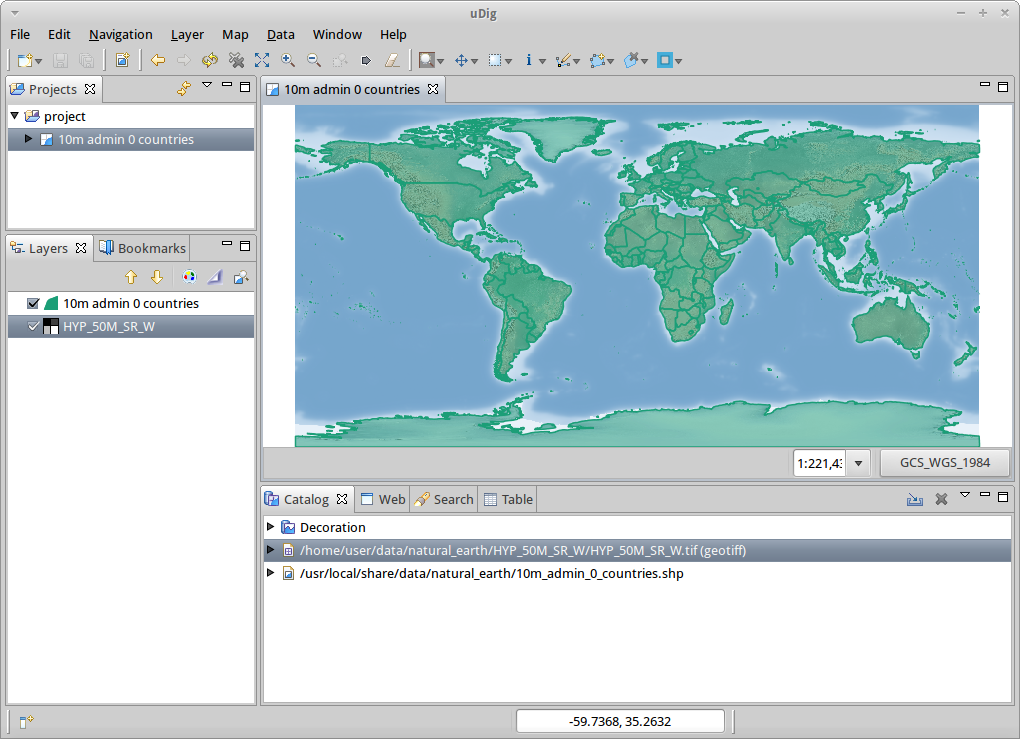 uDig
File Edit Navigation Layer Map Data Window Help
Projects
project
10m admin 0 countries
Layers Bookmarks
10m admin 0 countries
HYP_50M_SR_W
10m admin 0 countries
1:221,43
GCS_WGS_1984
Catalog Web Search Table
Decoration
/home/user/data/natural_earth/HYP_50M_SR_W/HYP_50M_SR_W.tif (geotiff)
/usr/local/share/data/natural_earth/10m_admin_0_countries.shp
-59.7368, 35.2632